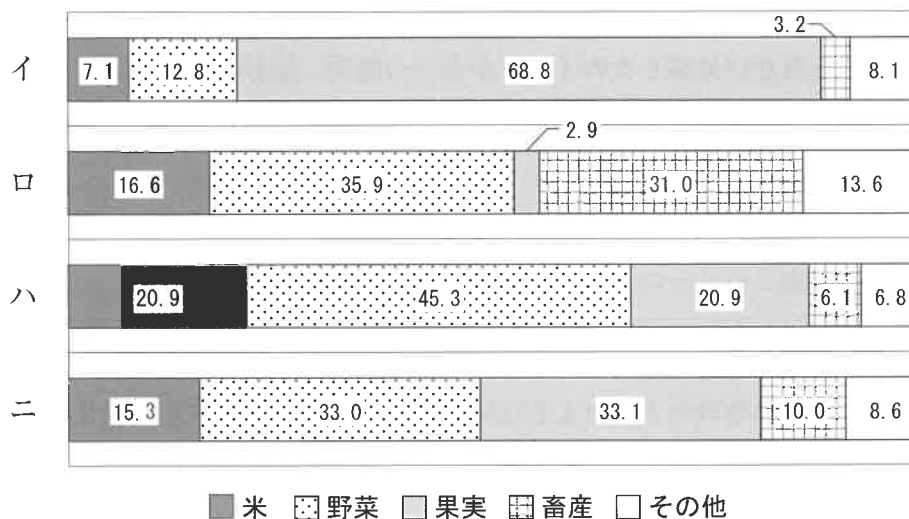 3.2
イ 7.1 12.8 68.8 8.1
2.9
ロ 16.6 35.9 31.0 13.6
ハ 20.9 45.3 20.9 6.1 6.8
ニ 15.3 33.0 33.1 10.0 8.6
米 野菜 果実 畜産 その他